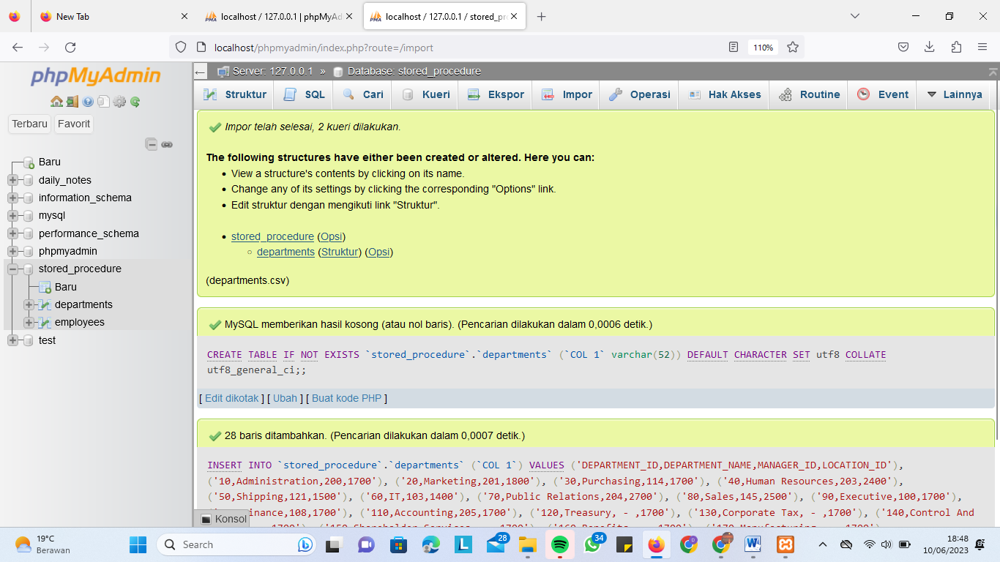 New Tab
localhost / 127.0.0.1 | phpMyAd
localhost / 127.0.0.1 / stored_pr
localhost/phpmyadmin/index.php?route=/import
110%
phpMyAdmin
Terbaru
Favorit
Baru
daily_notes
information_schema
mysql
performance_schema
phpmyadmin
stored_procedure
Baru
departments
employees
test
Server: 127.0.0.1 » Database: stored_procedure
Struktur
SQL
Cari
Kueri
Ekspor
Impor
Operasi
Hak Akses
Routine
Event
Lainnya
Impor telah selesai, 2 kueri dilakukan.
The following structures have either been created or altered. Here you can:
View a structure's contents by clicking on its name.
Change any of its settings by clicking the corresponding "Options" link.
Edit struktur dengan mengikuti link "Struktur".
stored_procedure (Opsi)
departments (Struktur) (Opsi)
(departments.csv)
MySQL memberikan hasil kosong (atau nol baris). (Pencarian dilakukan dalam 0,0006 detik.)
CREATE TABLE IF NOT EXISTS `stored_procedure`.`departments` (`COL 1` varchar(52)) DEFAULT CHARACTER SET utf8 COLLATE
utf8_general_ci;;
[ Edit dikotak ] [ Ubah ] [ Buat kode PHP ]
28 baris ditambahkan. (Pencarian dilakukan dalam 0,0007 detik.)
INSERT INTO `stored_procedure`.`departments` (`COL 1`) VALUES ('DEPARTMENT_ID,DEPARTMENT_NAME,MANAGER_ID,LOCATION_ID'),
('10,Administration,200,1700'), ('20,Marketing,201,1800'), ('30,Purchasing,114,1700'), ('40,Human Resources,203,2400'),
('50,Shipping,121,1500'), ('60,IT,103,1400'), ('70,Public Relations,204,2700'), ('80,Sales,145,2500'), ('90,Executive,100,1700'),
inance,108,1700'), ('110,Accounting,205,1700'), ('120,Treasury, - ,1700'), ('130,Corporate Tax, - ,1700'), ('140,Control And
Konsol
19°C
Berawan
Search
28
34
18:48
10/06/2023